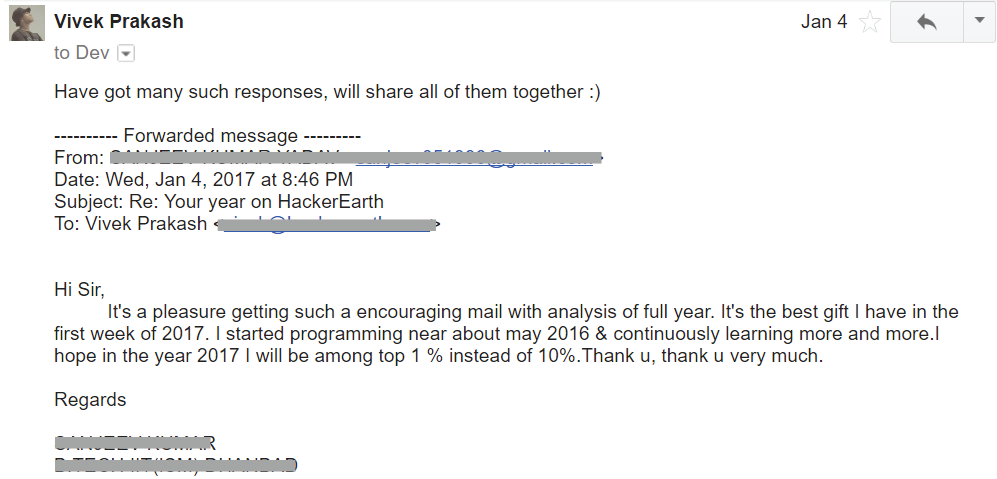 Vivek Prakash Jan 4
to Dev
Have got many such responses, will share all of them together :)
---------- Forwarded message ---------
From:
Date: Wed, Jan 4, 2017 at 8:46 PM
Subject: Re: Your year on HackerEarth
To: Vivek Prakash <
Hi Sir,
It's a pleasure getting such a encouraging mail with analysis of full year. It's the best gift I have in the
first week of 2017. I started programming near about may 2016 & continuously learning more and more.I
hope in the year 2017 I will be among top 1 % instead of 10%.Thank u, thank u very much.
Regards